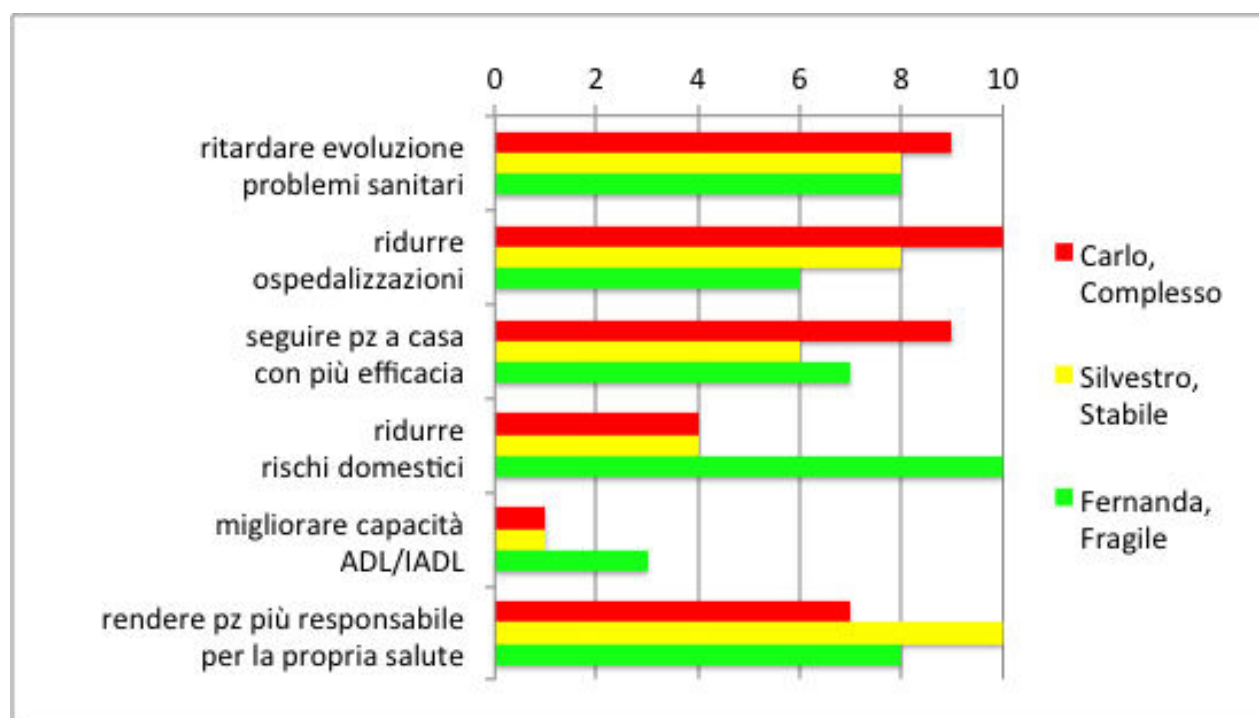 0 2 4 6 8 10
ritardare evoluzione
problemi sanitari
ridurre
ospedalizzazioni
seguire pz a casa
con più efficacia
ridurre
rischi domestici
migliorare capacità
ADL/IADL
rendere pz più responsabile
per la propria salute
Carlo,
Complesso
Silvestro,
Stabile
Fernanda,
Fragile